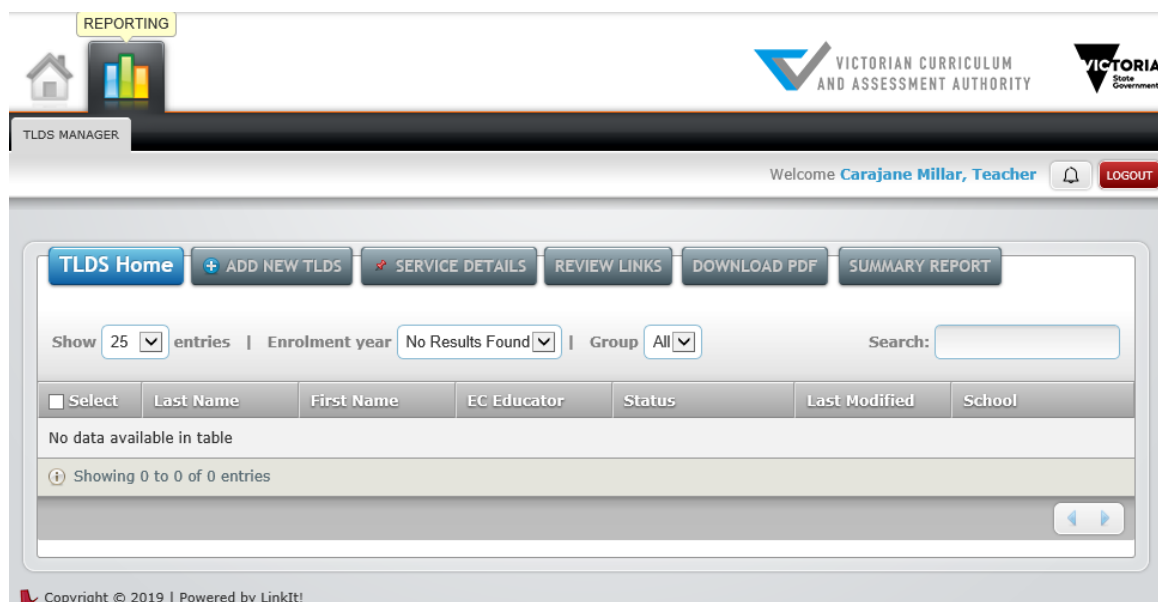 REPORTING
VICTORIAN CURRICULUM
AND ASSESSMENT AUTHORITY
VICTORIA
State
Government
TLDS MANAGER
Welcome Carajane Millar, Teacher LOGOUT
TLDS Home ADD NEW TLDS SERVICE DETAILS REVIEW LINKS DOWNLOAD PDF SUMMARY REPORT
Show 25 entries | Enrolment year No Results Found | Group All Search:
Select Last Name First Name EC Educator Status Last Modified School
No data available in table
Showing 0 to 0 of 0 entries
Copyright © 2019 | Powered by LinkIt!